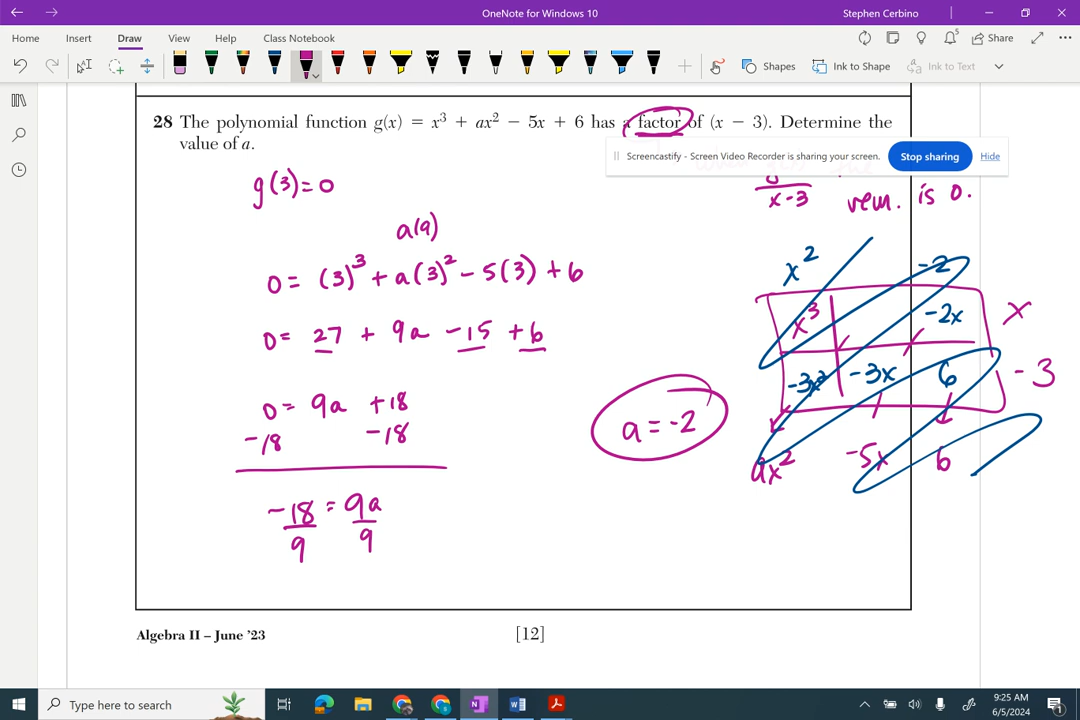 OneNote for Windows 10
Stephen Cerbino
Home Insert Draw View Help Class Notebook
Share
Shapes
Ink to Shape
Ink to Text
28 The polynomial function g(x) = x³ + ax² − 5x + 6 has a factor of (x − 3). Determine the
value of a.
Screencastify - Screen Video Recorder is sharing your screen.
Stop sharing
Hide
g(3)=0
x-3
rem. is 0.
a(9)
0 = (3)³ + a(3)² - 5(3) + 6
0 = 27 + 9a - 15 + 6
0 = 9a + 18
-18 -18
-18 = 9a
9 9
a = -2
x² -2
x³ -2x x
-3x² -3x 6 -3
ax² -5x 6
Algebra II – June '23
[12]
Type here to search
9:25 AM
6/5/2024